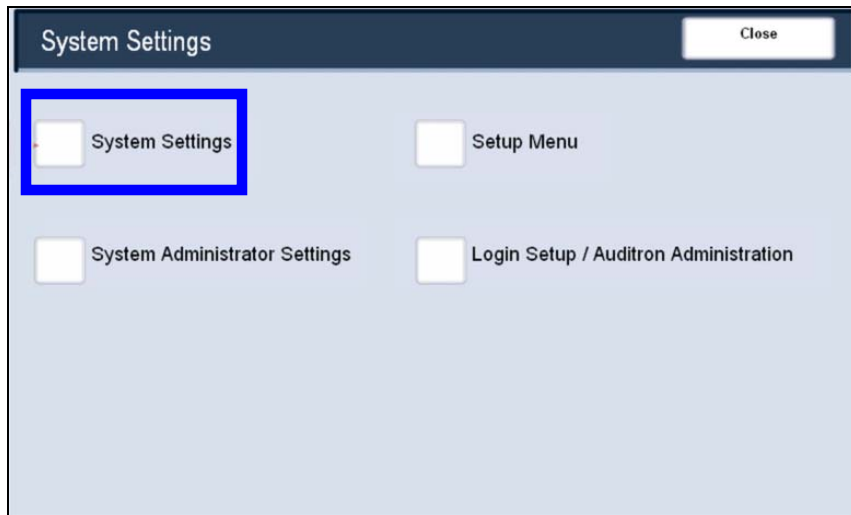 System Settings
Close
System Settings
Setup Menu
System Administrator Settings
Login Setup / Auditron Administration